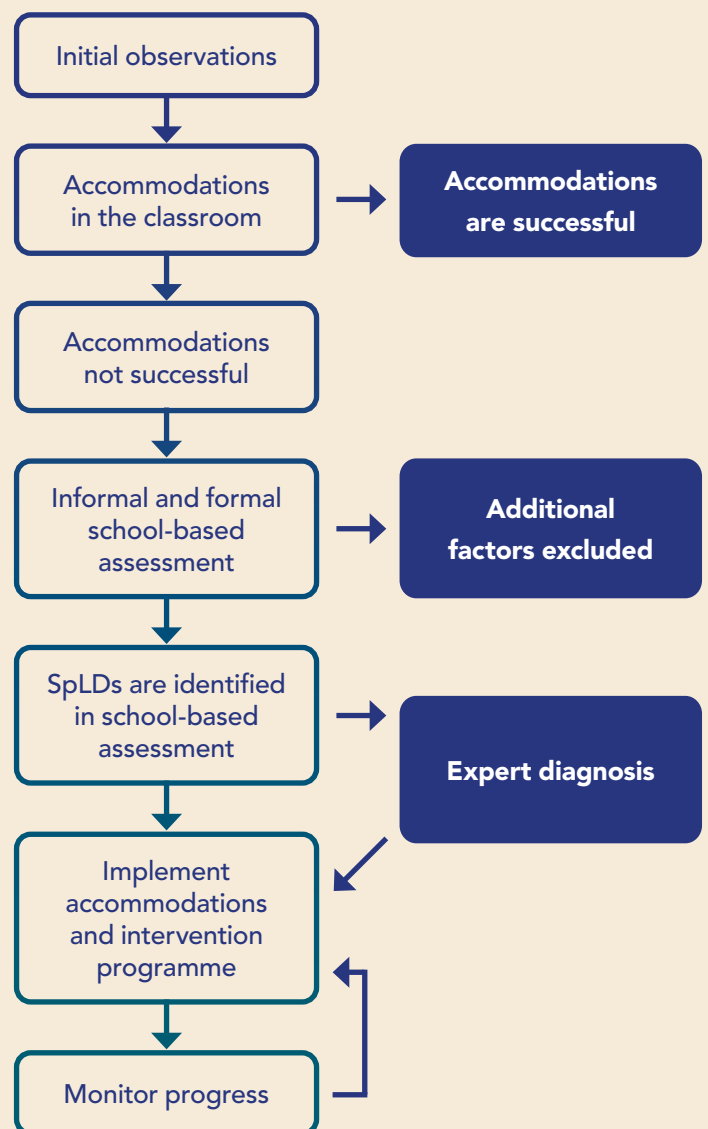 Initial observations
Accommodations
in the classroom
Accommodations
are successful
Accommodations
not successful
Informal and formal
school-based
assessment
Additional
factors excluded
SpLDs are identified
in school-based
assessment
Expert diagnosis
Implement
accommodations
and intervention
programme
Monitor progress